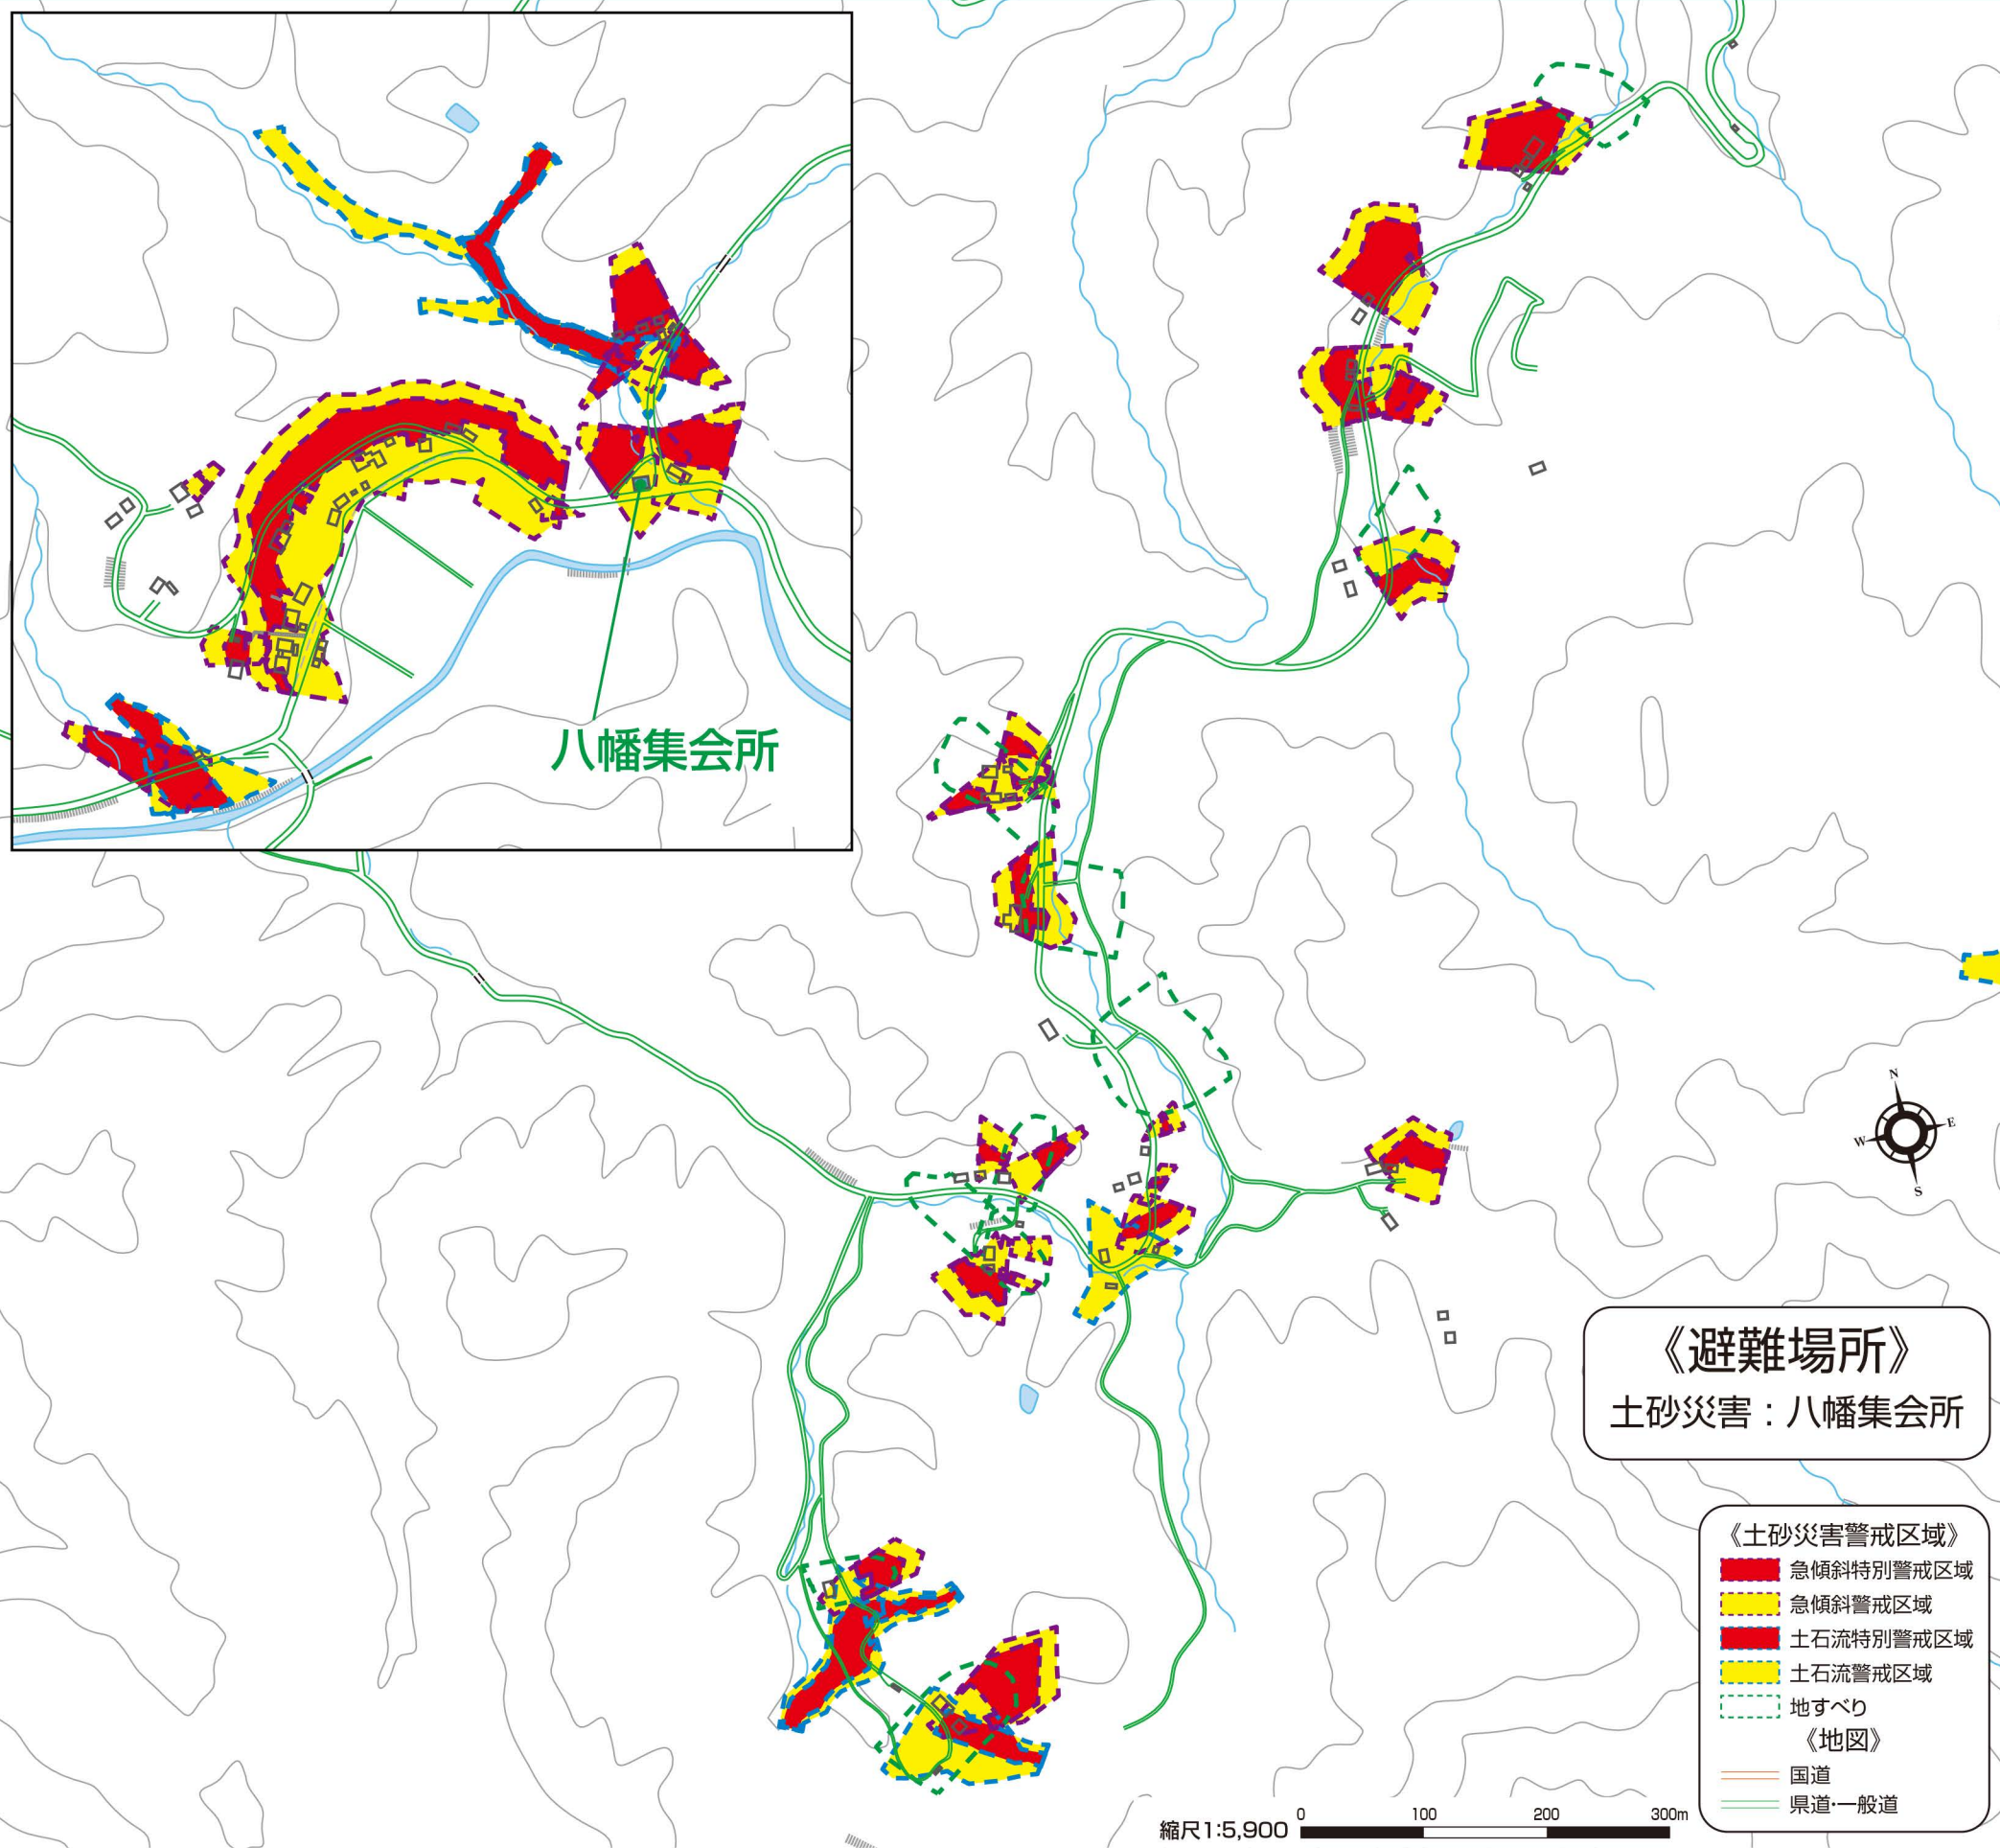 八幡集会所
N
E
W
S
《避難場所》
土砂災害：八幡集会所
《土砂災害警戒区域》
急傾斜特別警戒区域
急傾斜警戒区域
土石流特別警戒区域
土石流警戒区域
地すべり
《地図》
国道
県道・一般道
0 100 200 300m
縮尺1:5,900